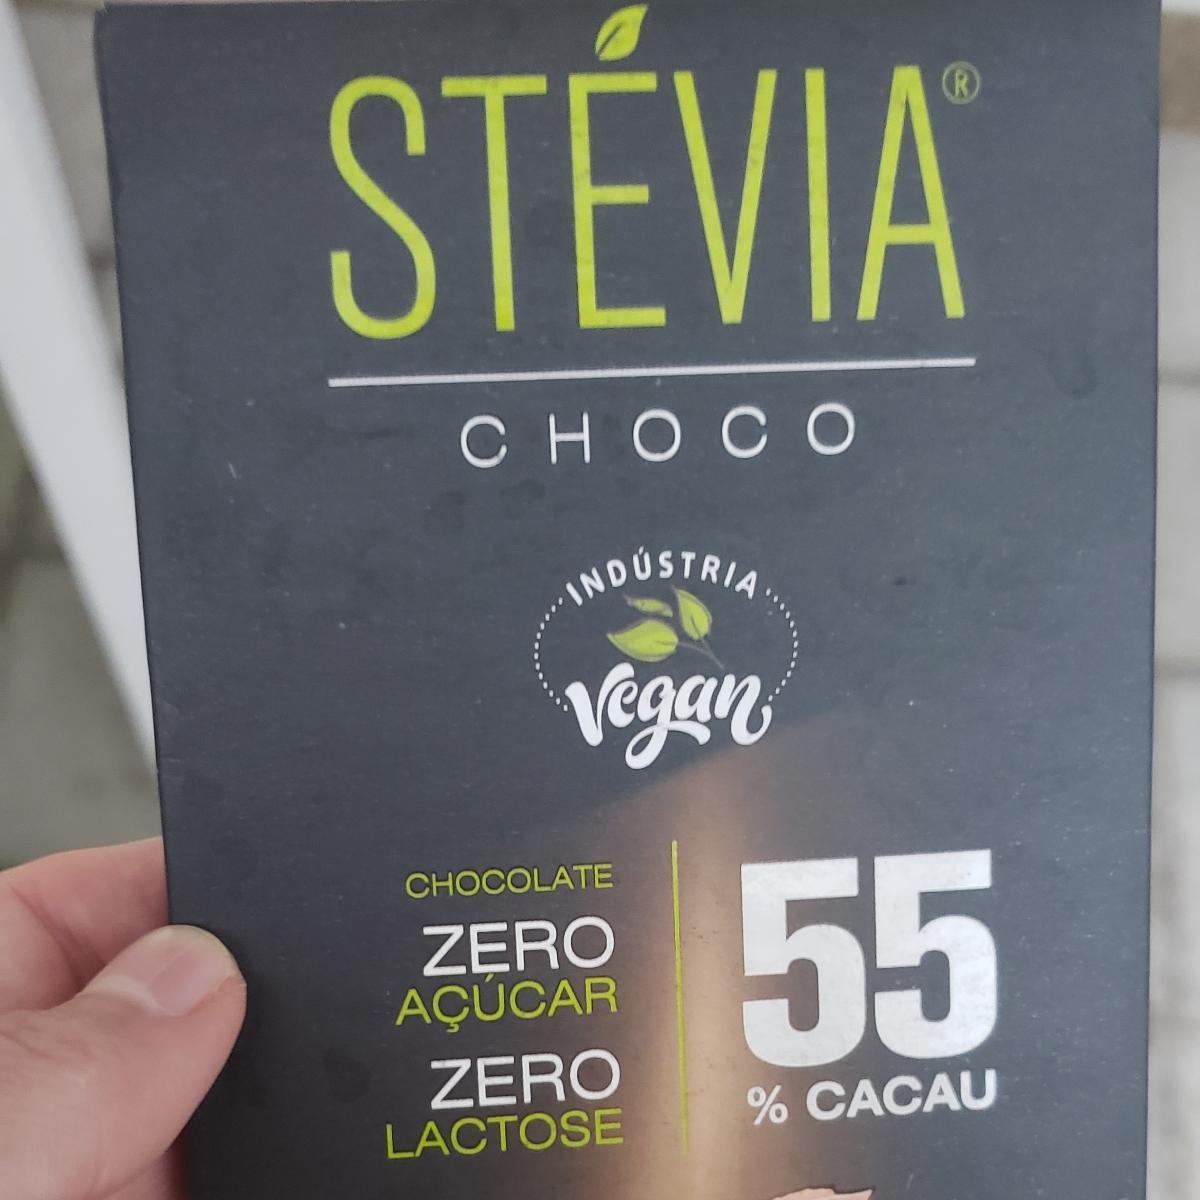 STÉVIA®
CHOCO
INDÚSTRIA
Vegan
CHOCOLATE
ZERO
AÇÚCAR
ZERO
LACTOSE
55
% CACAU